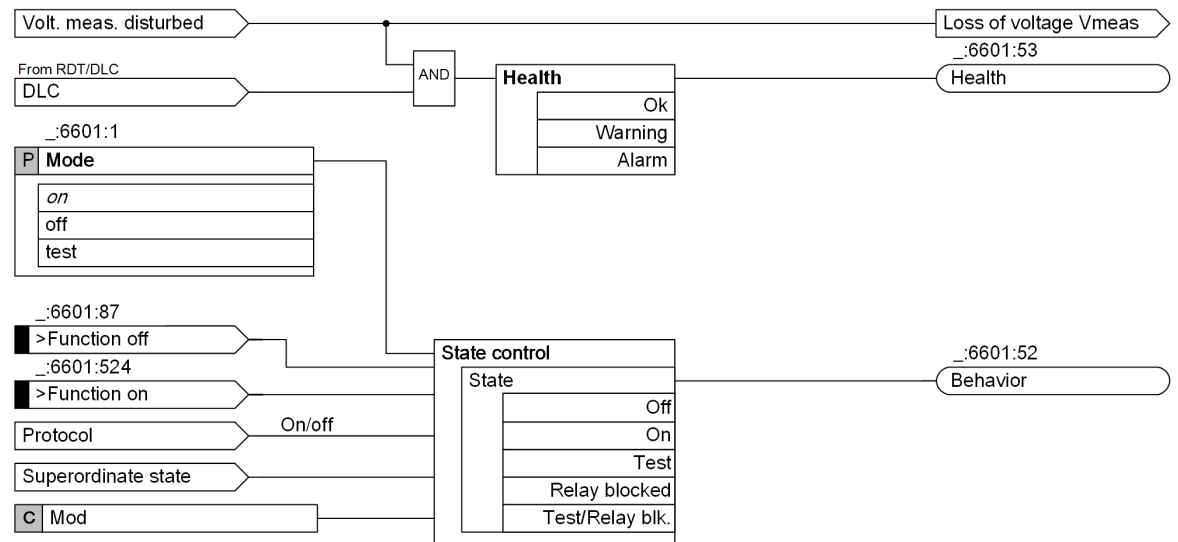 Volt. meas. disturbed
Loss of voltage Vmeas
_:6601:53
From RDT/DLC
DLC
AND
Health
Ok
Warning
Alarm
Health
_:6601:1
P Mode
on
off
test
_:6601:87
>Function off
_:6601:524
>Function on
Protocol
On/off
Superordinate state
C Mod
State control
State
Off
On
Test
Relay blocked
Test/Relay blk.
_:6601:52
Behavior